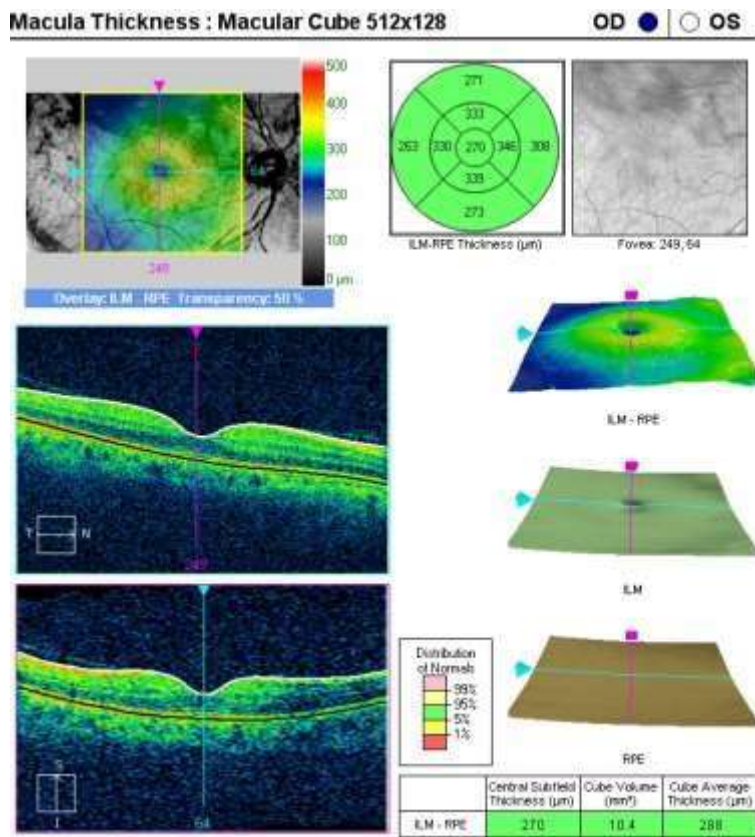 Macula Thickness : Macular Cube 512x128 OD OS
500
400
300
200
100
0 µm
249
Overlay: ILM - RPE Transparency: 50 %
271
333
263 330 270 346 308
339
273
ILM-RPE Thickness (µm)
Fovea: 249, 64
ILM - RPE
T N
249
ILM
S
I
64
Distribution
of Normals
99%
95%
5%
1%
RPE
Central Subfield Thickness (µm) Cube Volume (mm³) Cube Average Thickness (µm)
ILM - RPE 270 10.4 288